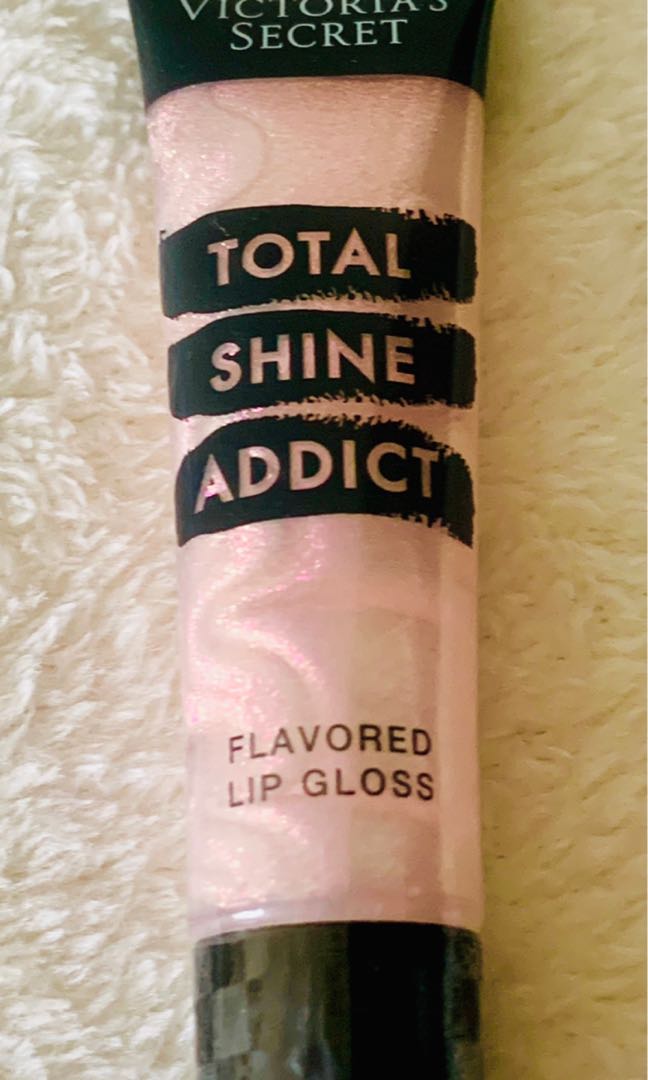 VICTORIA'S
SECRET
TOTAL
SHINE
ADDICT
FLAVORED
LIP GLOSS